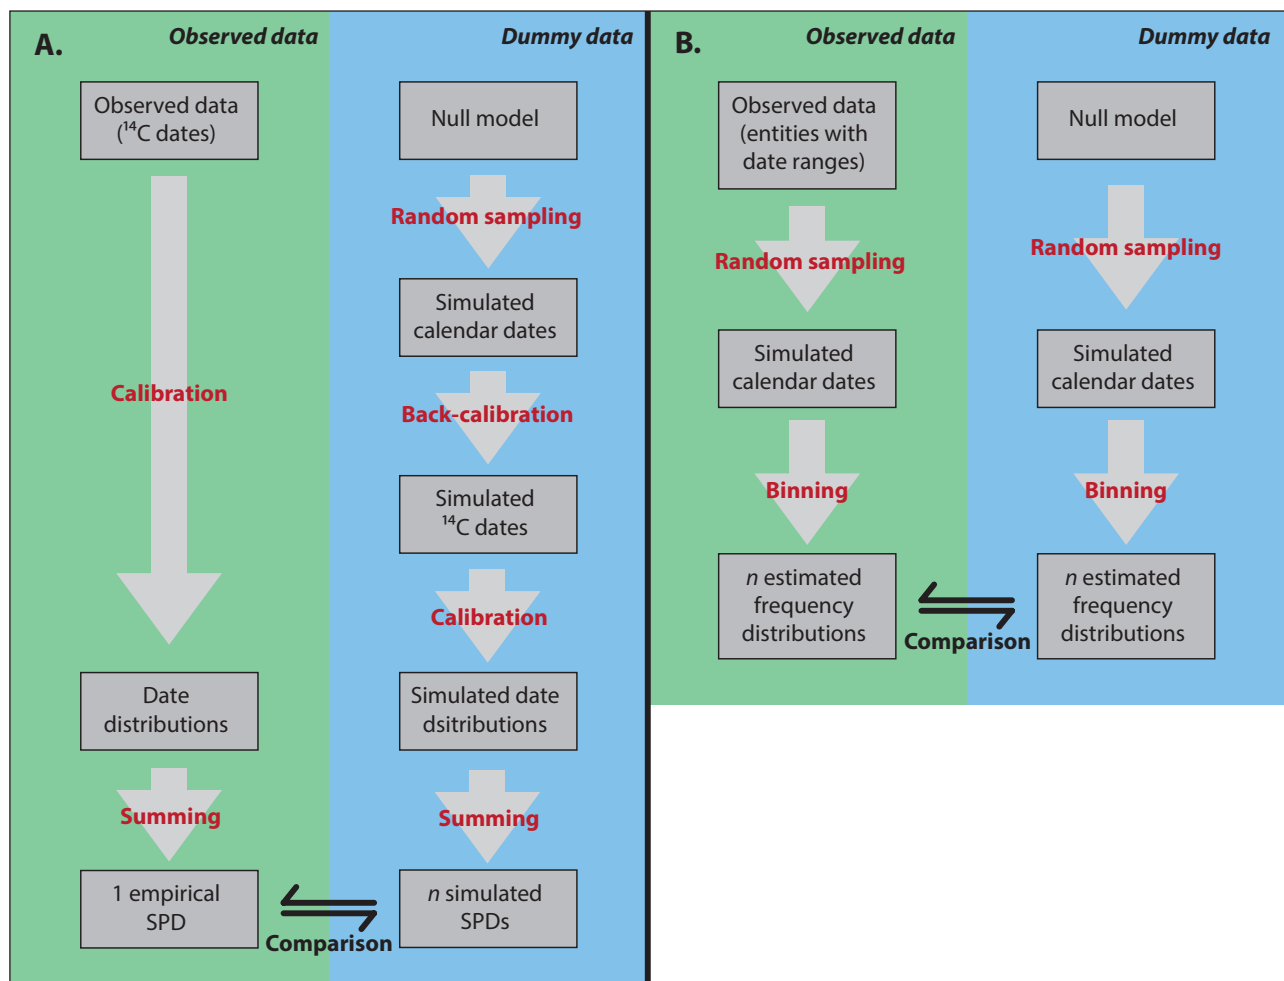 A.
Observed data
Observed data
(¹⁴C dates)
Calibration
Date
distributions
Summing
1 empirical
SPD
Dummy data
Null model
Random sampling
Simulated
calendar dates
Back-calibration
Simulated
¹⁴C dates
Calibration
Simulated date
dsitributions
Summing
n simulated
SPDs
Comparison
B.
Observed data
Observed data
(entities with
date ranges)
Random sampling
Simulated
calendar dates
Binning
n estimated
frequency
distributions
Dummy data
Null model
Random sampling
Simulated
calendar dates
Binning
n estimated
frequency
distributions
Comparison